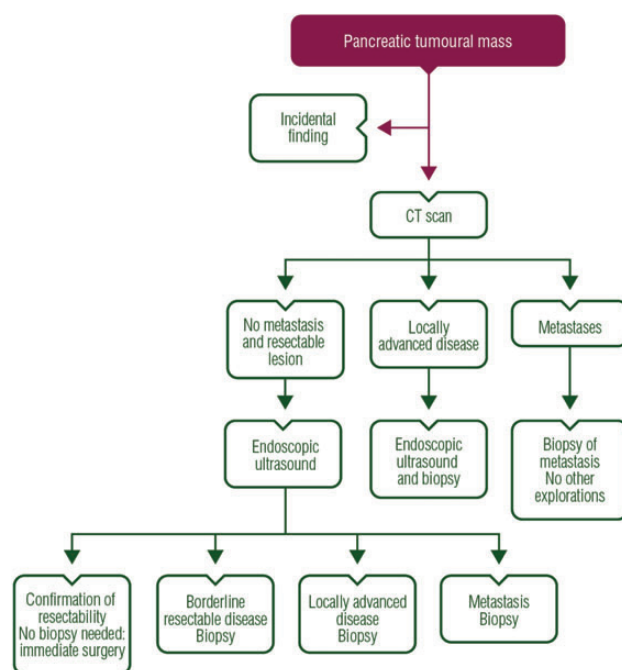 Pancreatic tumoural mass
Incidental
finding
CT scan
No metastasis
and resectable
lesion
Locally
advanced disease
Metastases
Endoscopic
ultrasound
Endoscopic
ultrasound
and biopsy
Biopsy of
metastasis
No other
explorations
Confirmation of
resectability
No biopsy needed:
immediate surgery
Borderline
resectable disease
Biopsy
Locally advanced
disease
Biopsy
Metastasis
Biopsy